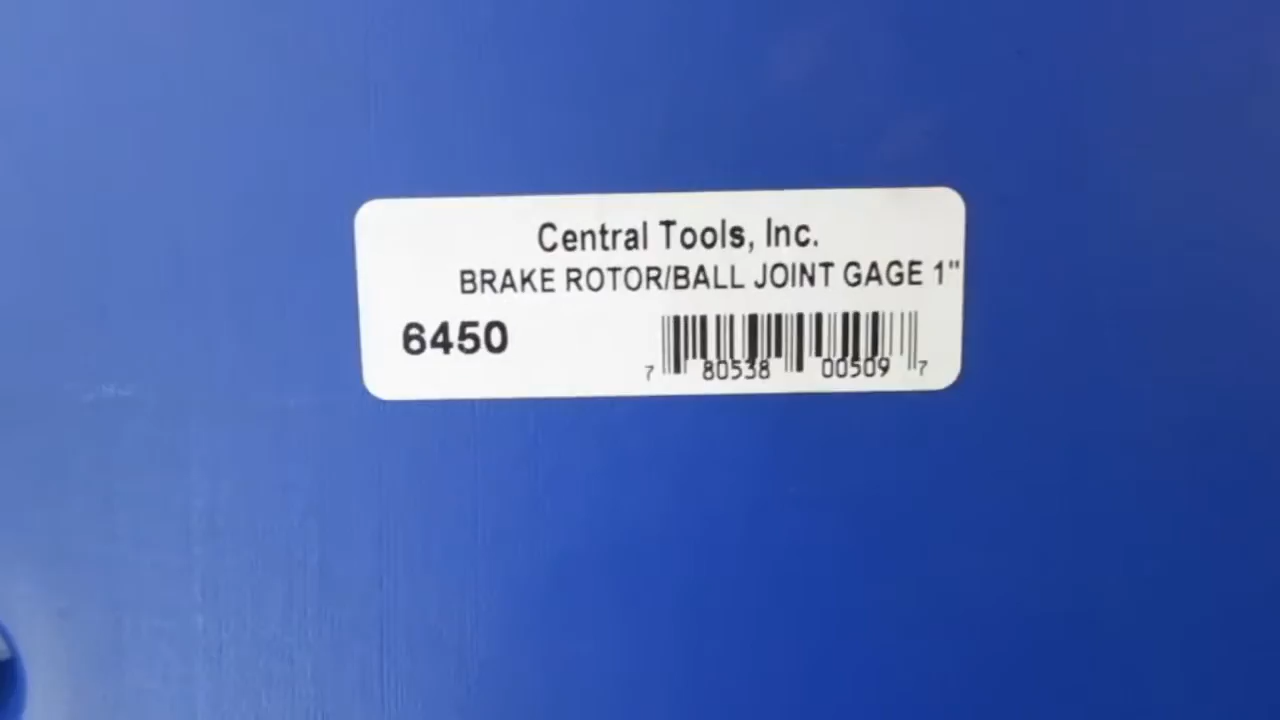 Central Tools, Inc.
BRAKE ROTOR/BALL JOINT GAGE 1"
6450
7 80538 00509 7